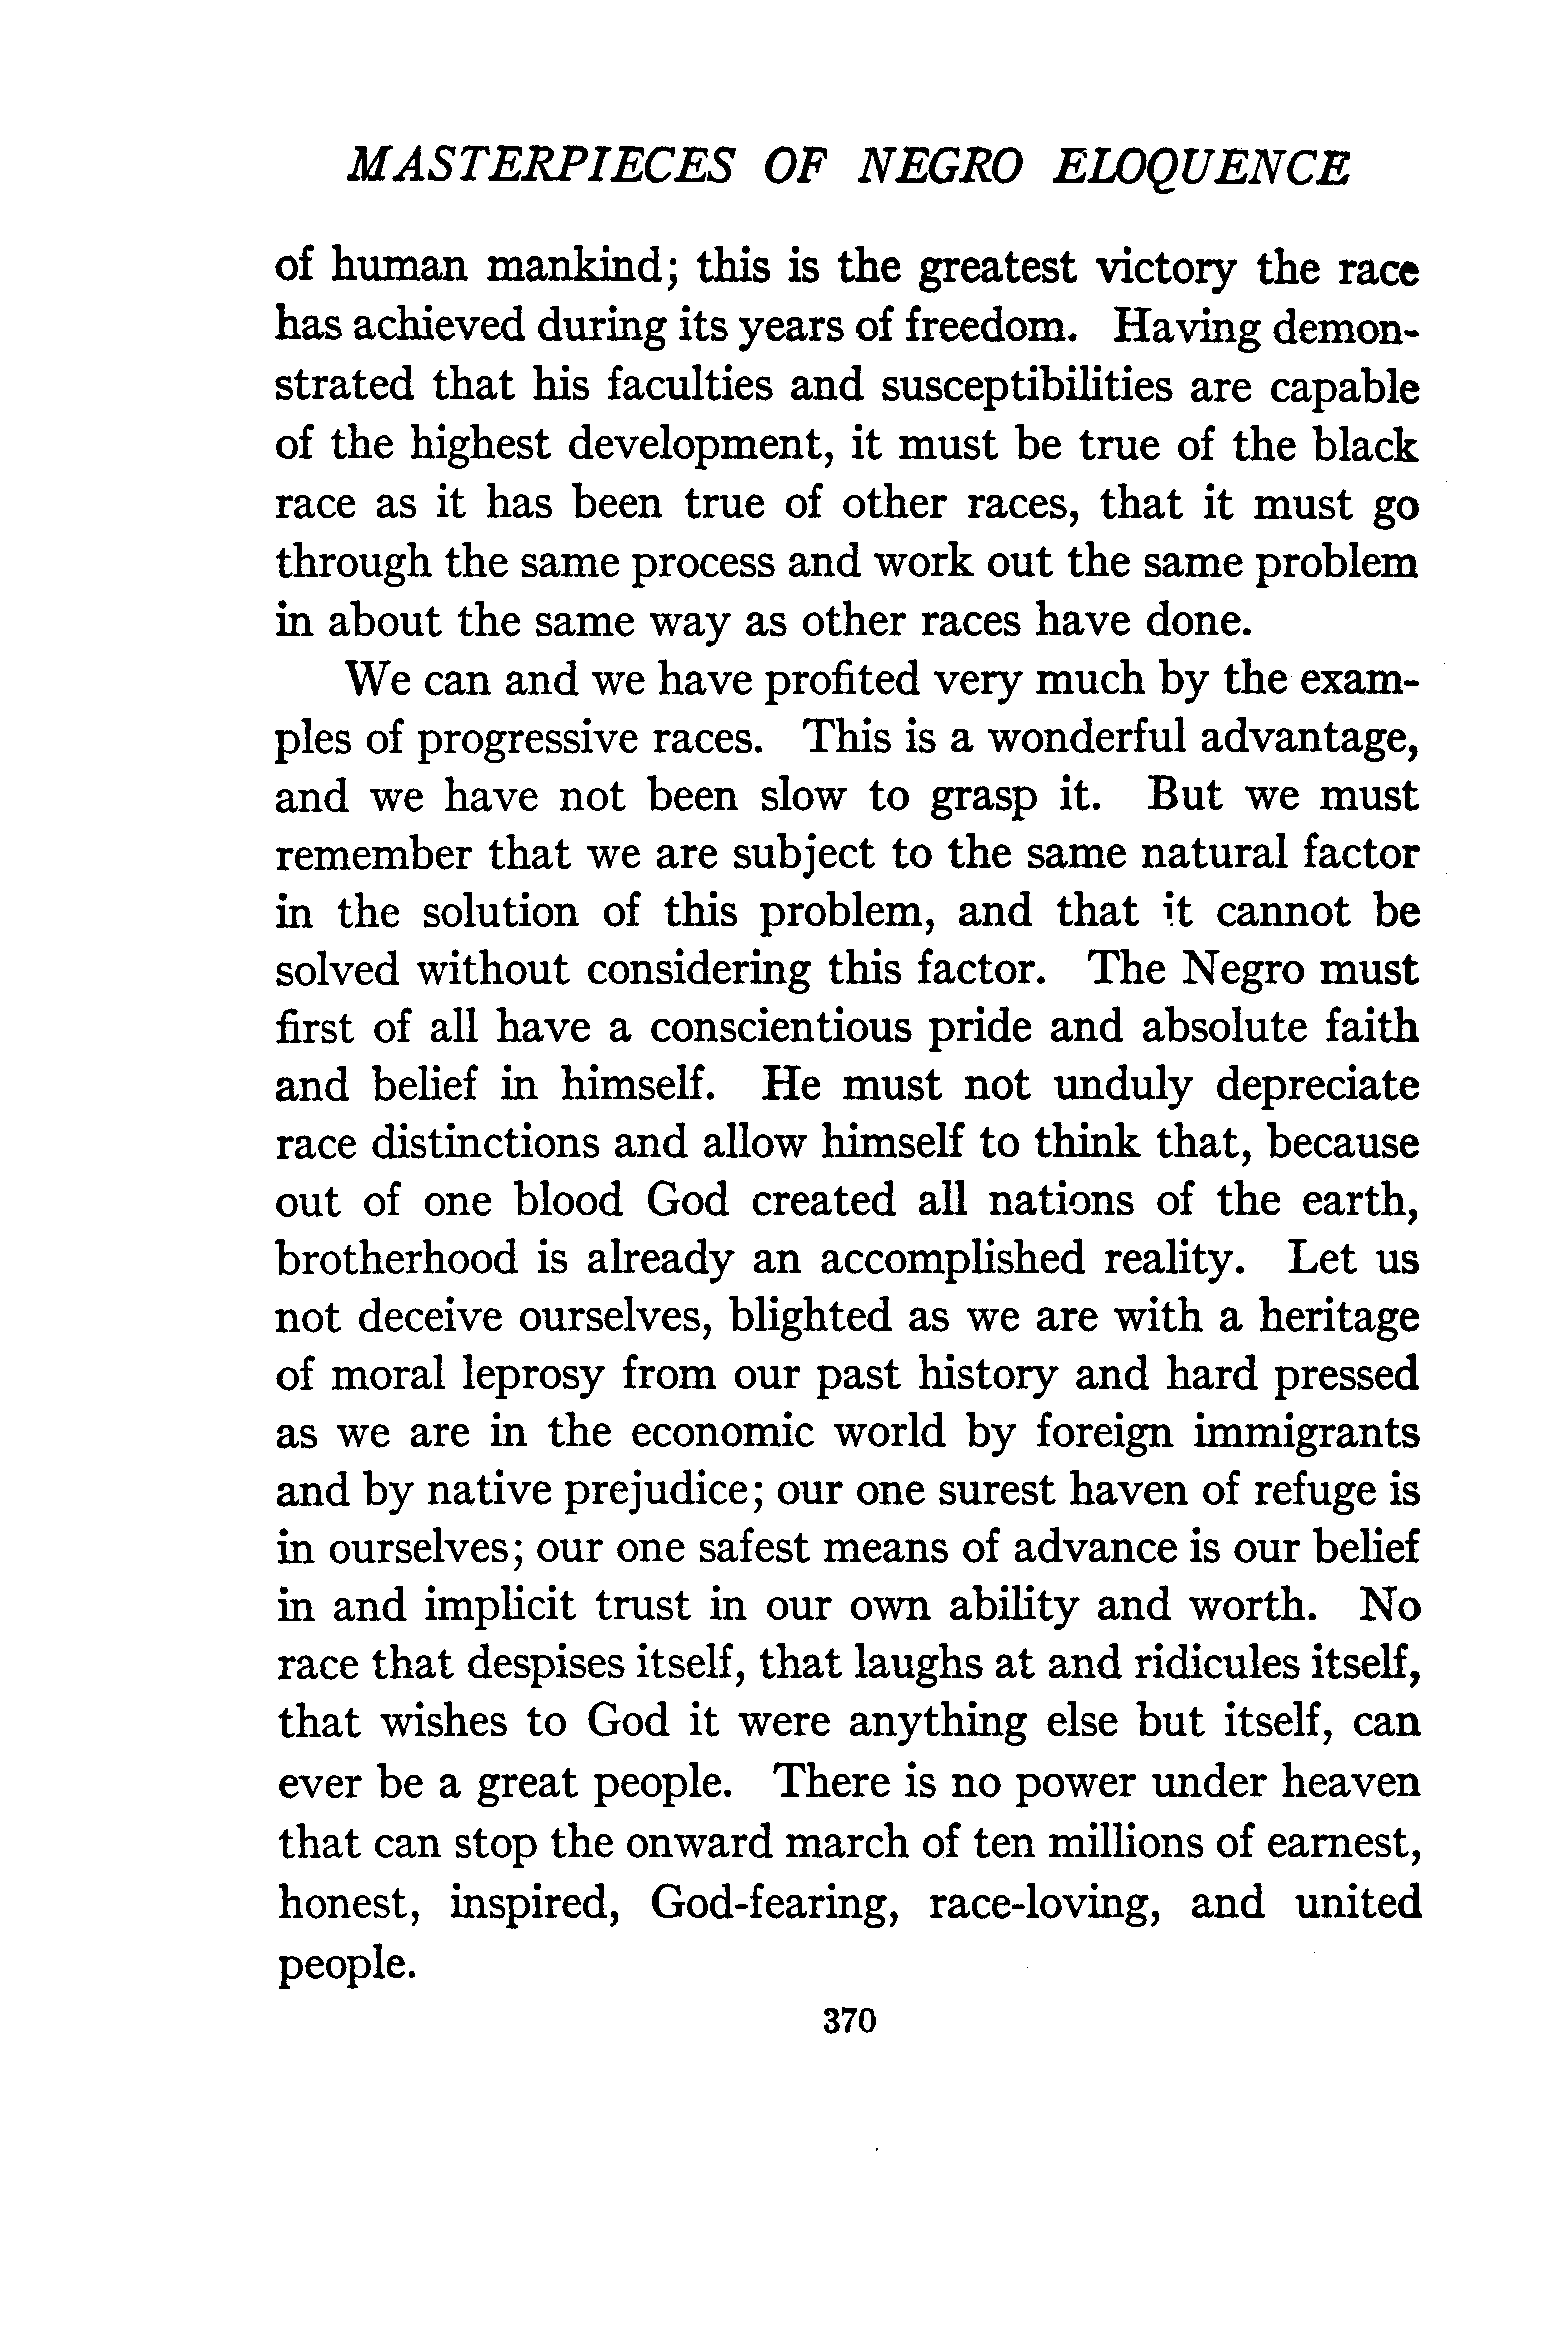 MASTERPIECES OF NEGRO ELOQUENCE
of human mankind; this is the greatest victory the race
has achieved during its years of freedom. Having demon-
strated that his faculties and susceptibilities are capable
of the highest development, it must be true of the black
race as it has been true of other races, that it must go
through the same process and work out the same problem
in about the same way as other races have done.
We can and we have profited very much by the exam-
ples of progressive races. This is a wonderful advantage,
and we have not been slow to grasp it. But we must
remember that we are subject to the same natural factor
in the solution of this problem, and that it cannot be
solved without considering this factor. The Negro must
first of all have a conscientious pride and absolute faith
and belief in himself. He must not unduly depreciate
race distinctions and allow himself to think that, because
out of one blood God created all nations of the earth,
brotherhood is already an accomplished reality. Let us
not deceive ourselves, blighted as we are with a heritage
of moral leprosy from our past history and hard pressed
as we are in the economic world by foreign immigrants
and by native prejudice; our one surest haven of refuge is
in ourselves; our one safest means of advance is our belief
in and implicit trust in our own ability and worth. No
race that despises itself, that laughs at and ridicules itself,
that wishes to God it were anything else but itself, can
ever be a great people. There is no power under heaven
that can stop the onward march of ten millions of earnest,
honest, inspired, God-fearing, race-loving, and united
people.
370